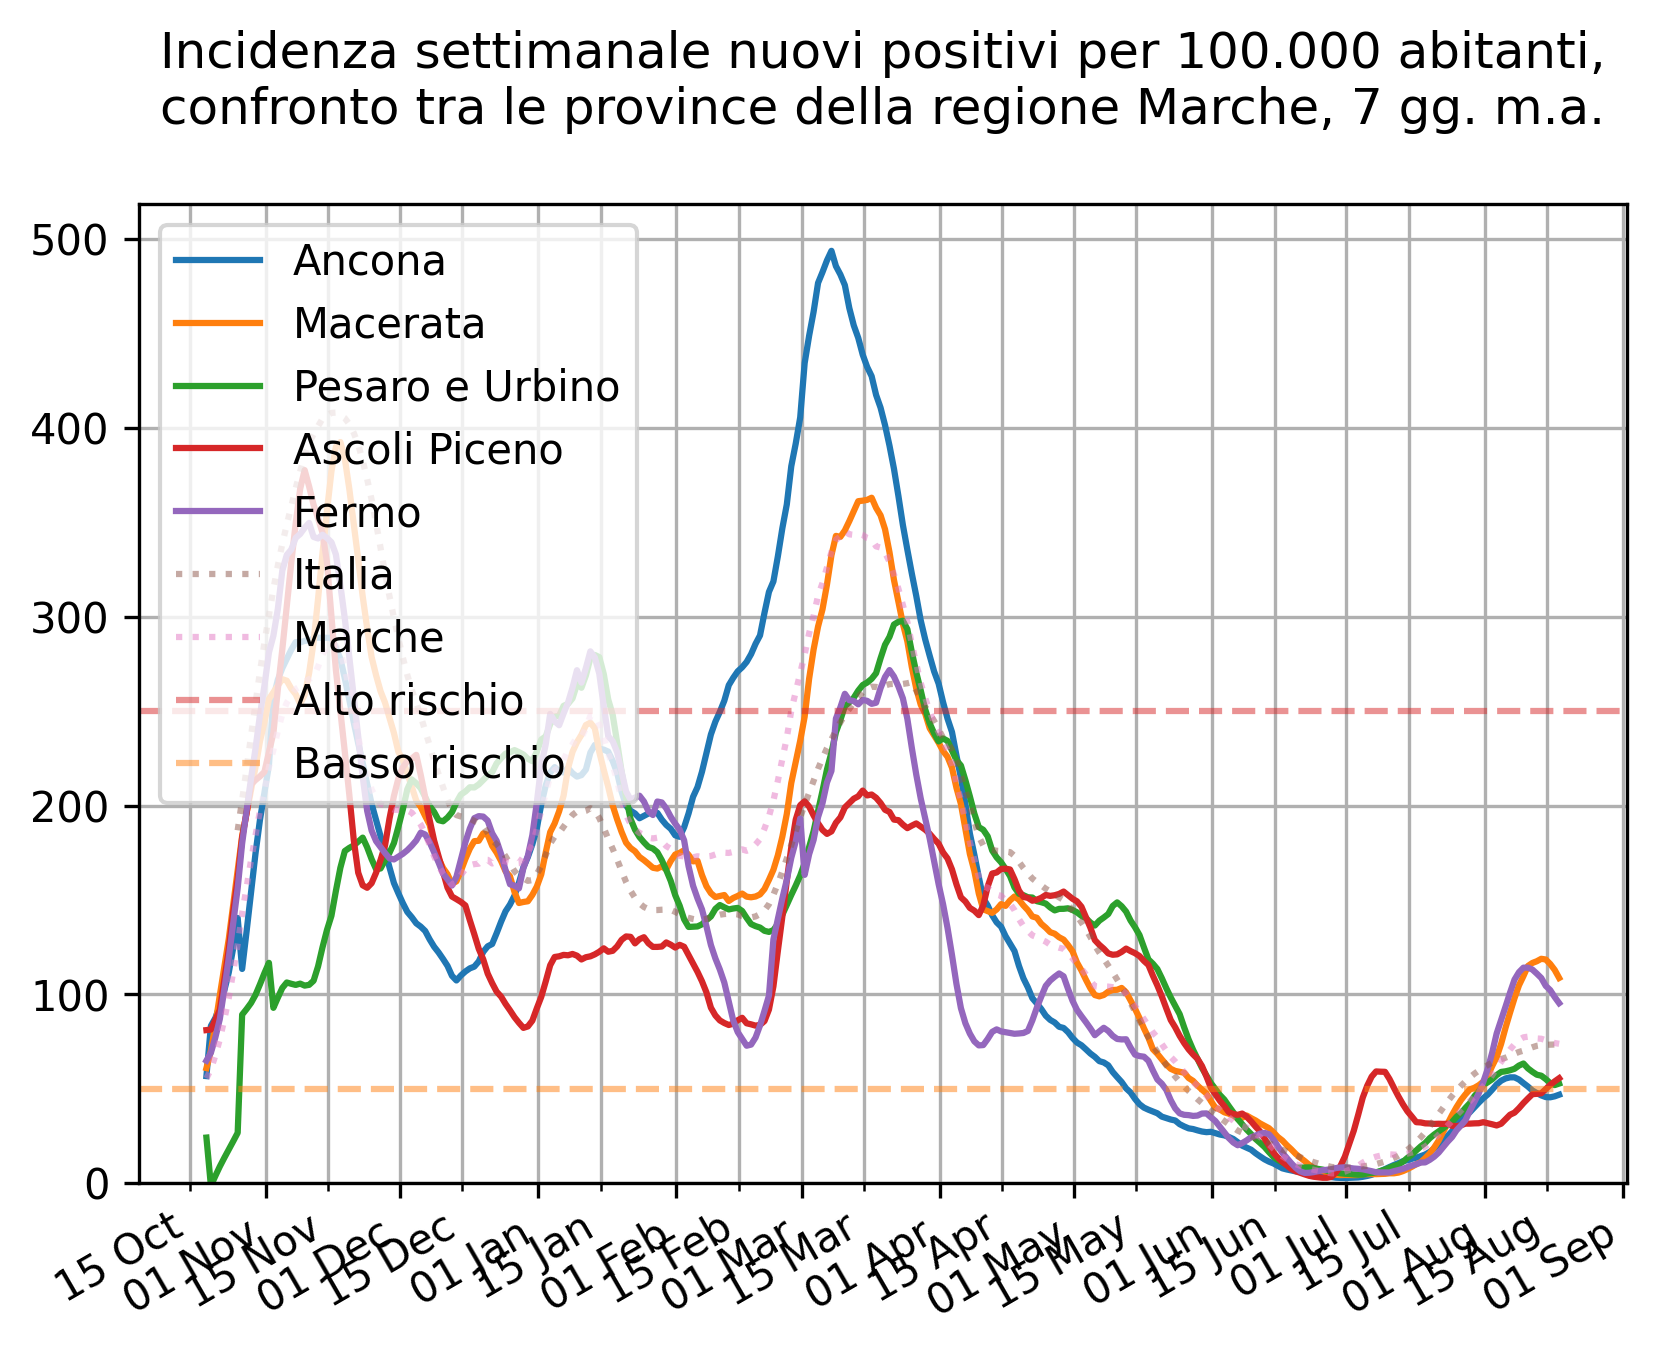 Incidenza settimanale nuovi positivi per 100.000 abitanti,
confronto tra le province della regione Marche, 7 gg. m.a.
500
400
300
200
100
0
Ancona
Macerata
Pesaro e Urbino
Ascoli Piceno
Fermo
Italia
Marche
Alto rischio
Basso rischio
15 Oct
01 Nov
15 Nov
01 Dec
15 Dec
01 Jan
15 Jan
01 Feb
15 Feb
01 Mar
15 Mar
01 Apr
15 Apr
01 May
15 May
01 Jun
15 Jun
01 Jul
15 Jul
01 Aug
15 Aug
01 Sep